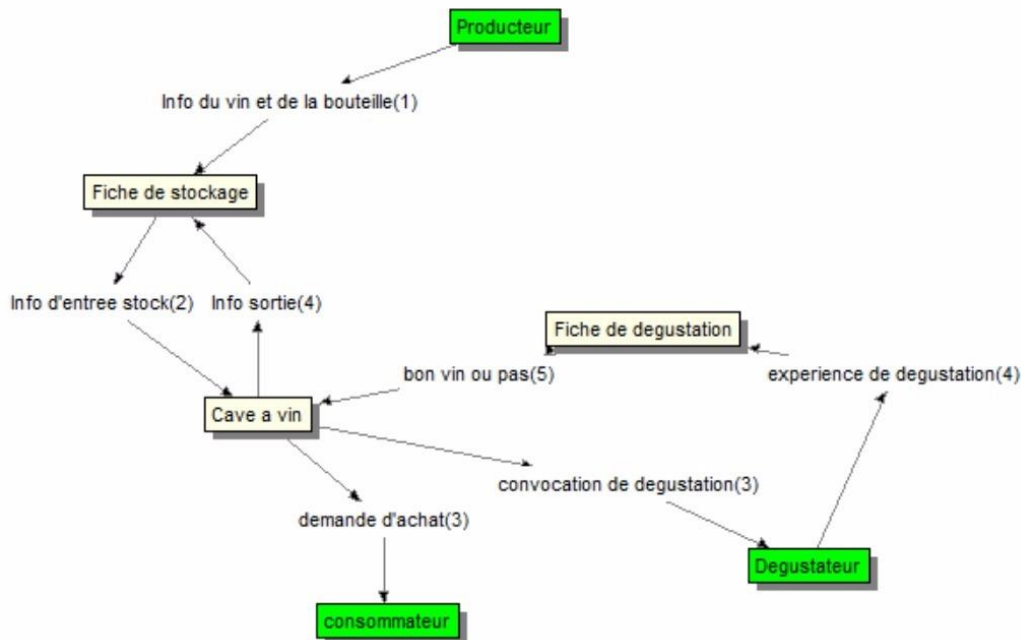 Producteur
Info du vin et de la bouteille(1)
Fiche de stockage
Info d'entree stock(2)
Info sortie(4)
Fiche de degustation
bon vin ou pas(5)
experience de degustation(4)
Cave a vin
convocation de degustation(3)
demande d'achat(3)
Degustateur
consommateur